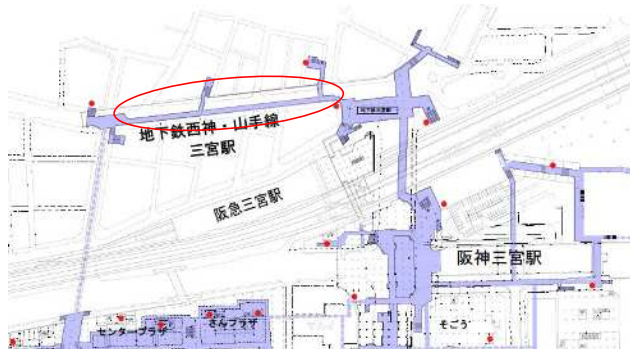 地下鉄西神・山手線
三宮駅
阪急三宮駅
阪神三宮駅
さんプラザ
センタープラザ
そごう